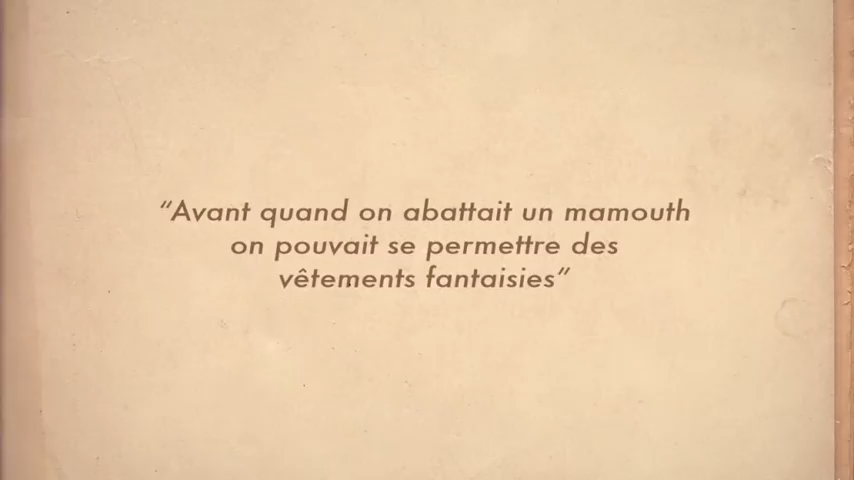 “Avant quand on abattait un mamouth
on pouvait se permettre des
vêtements fantaisies”